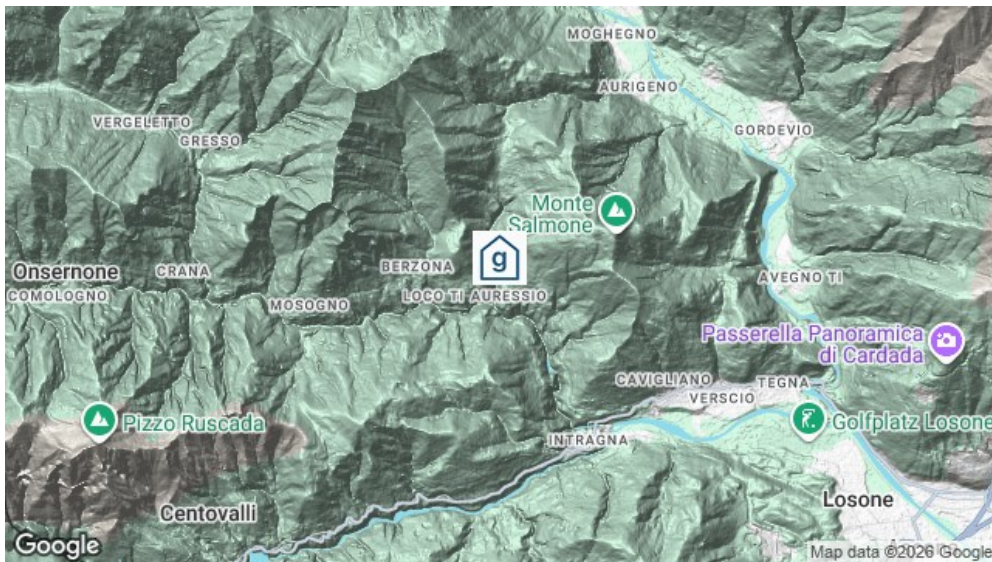 MOGHEGNO
AURIGENO
VERGELETTO
GORDEVIO
GRESSO
Monte
Salmone
g
BERZONA
Onsernone
CRANA
AVEGNO TI
COMOLOGNO
MOSOGNO
LOCO TI AURESSIO
Passerella Panoramica
di Cardada
CAVIGLIANO
TEGNA
VERSCIO
Pizzo Ruscada
Golfplatz Losone
INTRAGNA
Losone
Centovalli
Google
Map data ©2026 Google